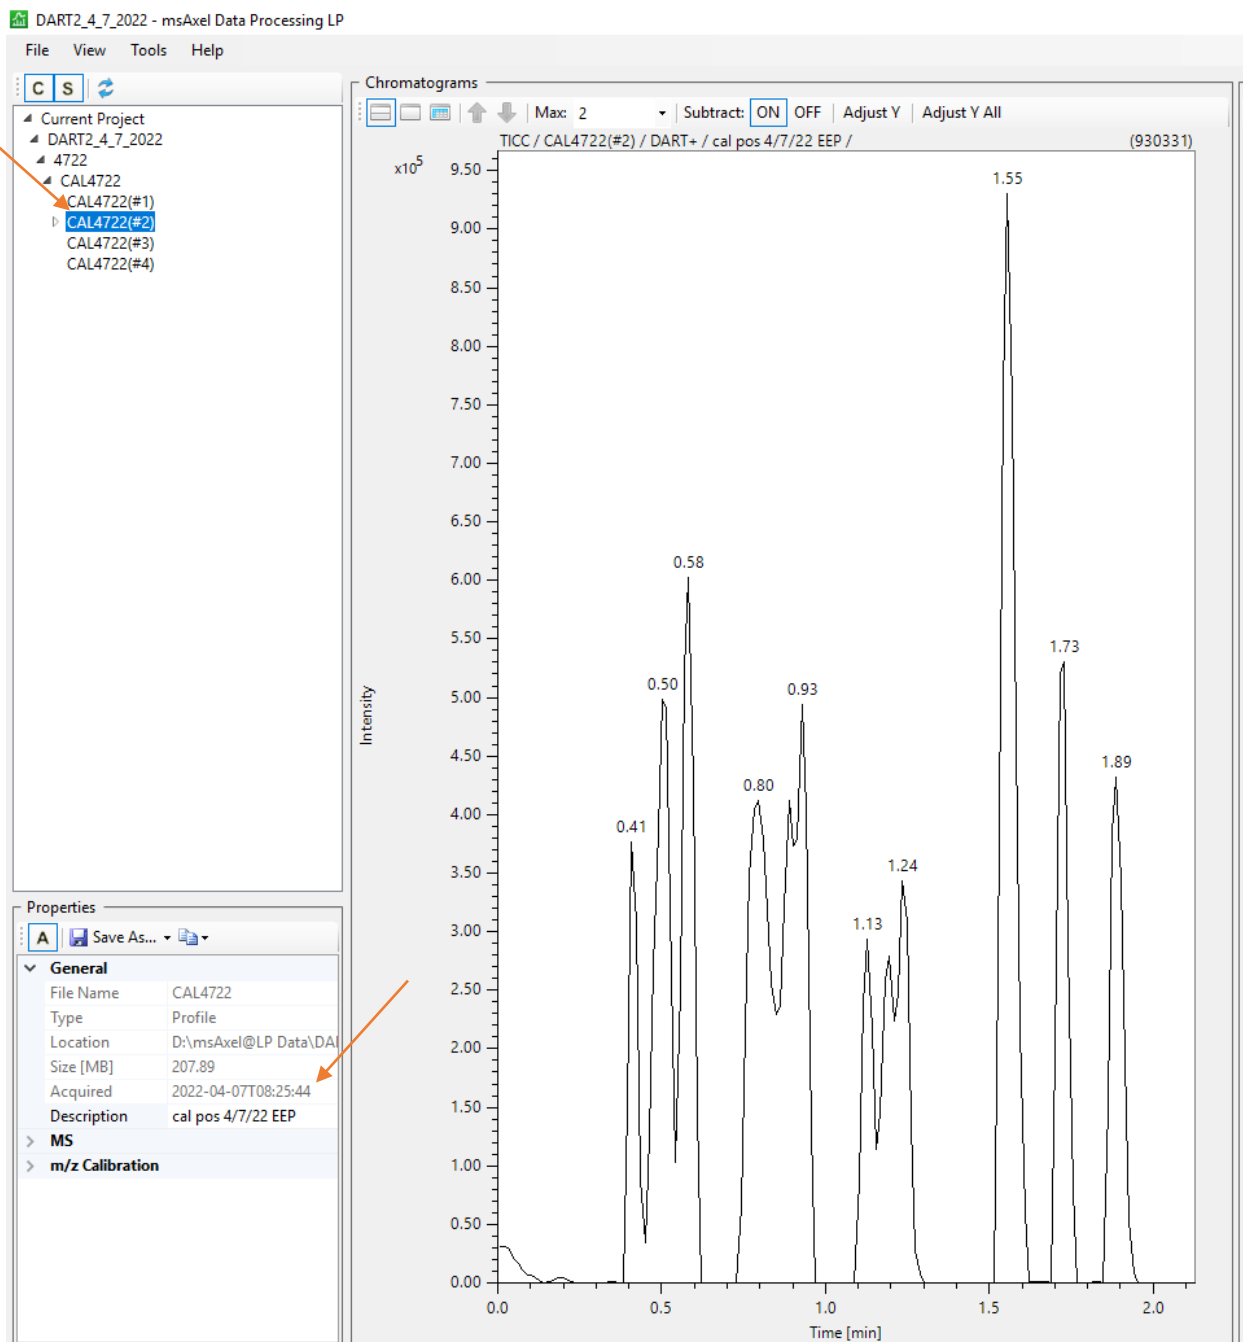 DART2_4_7_2022 - msAxel Data Processing LP
File View Tools Help
C S
Current Project
DART2_4_7_2022
4722
CAL4722
CAL4722(#1)
CAL4722(#2)
CAL4722(#3)
CAL4722(#4)
Properties
A Save As...
General
File Name CAL4722
Type Profile
Location D:\msAxel@LP Data\DA
Size [MB] 207.89
Acquired 2022-04-07T08:25:44
Description cal pos 4/7/22 EEP
MS
m/z Calibration
Chromatograms
Max: 2 Subtract: ON OFF Adjust Y Adjust Y All
TICC / CAL4722(#2) / DART+ / cal pos 4/7/22 EEP / (930331)
x10^5
9.50
9.00
8.50
8.00
7.50
7.00
6.50
6.00
5.50
5.00
4.50
4.00
3.50
3.00
2.50
2.00
1.50
1.00
0.50
0.00
Intensity
0.41
0.50
0.58
0.80
0.93
1.13
1.24
1.55
1.73
1.89
0.0 0.5 1.0 1.5 2.0
Time [min]